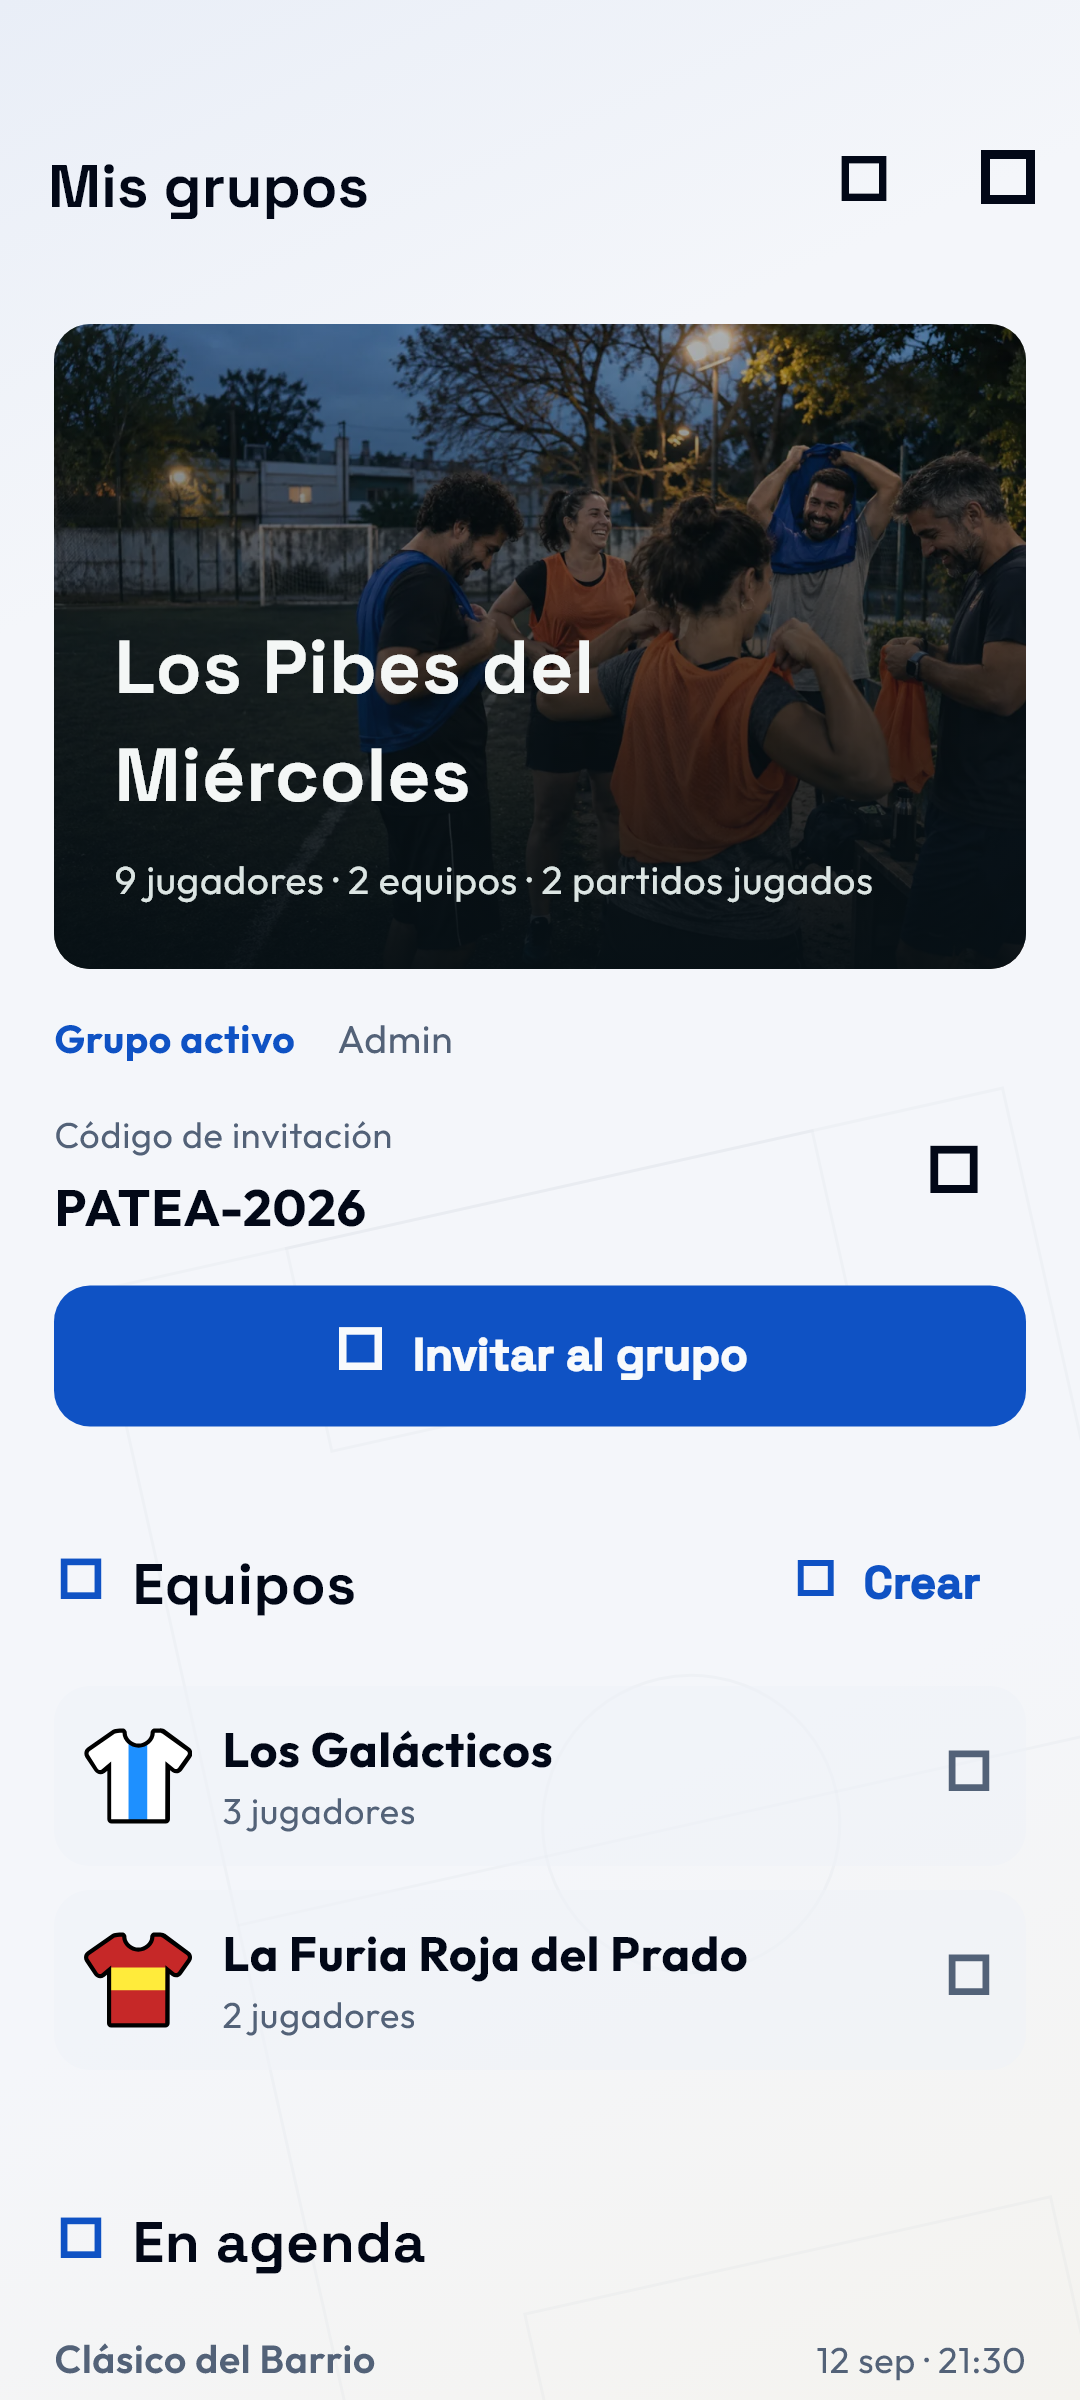 Mis grupos
Los Pibes del
Miércoles
9 jugadores · 2 equipos · 2 partidos jugados
Grupo activo Admin
Código de invitación
PATEA-2026
Invitar al grupo
Equipos Crear
Los Galácticos
3 jugadores
La Furia Roja del Prado
2 jugadores
En agenda
Clásico del Barrio 12 sep · 21:30